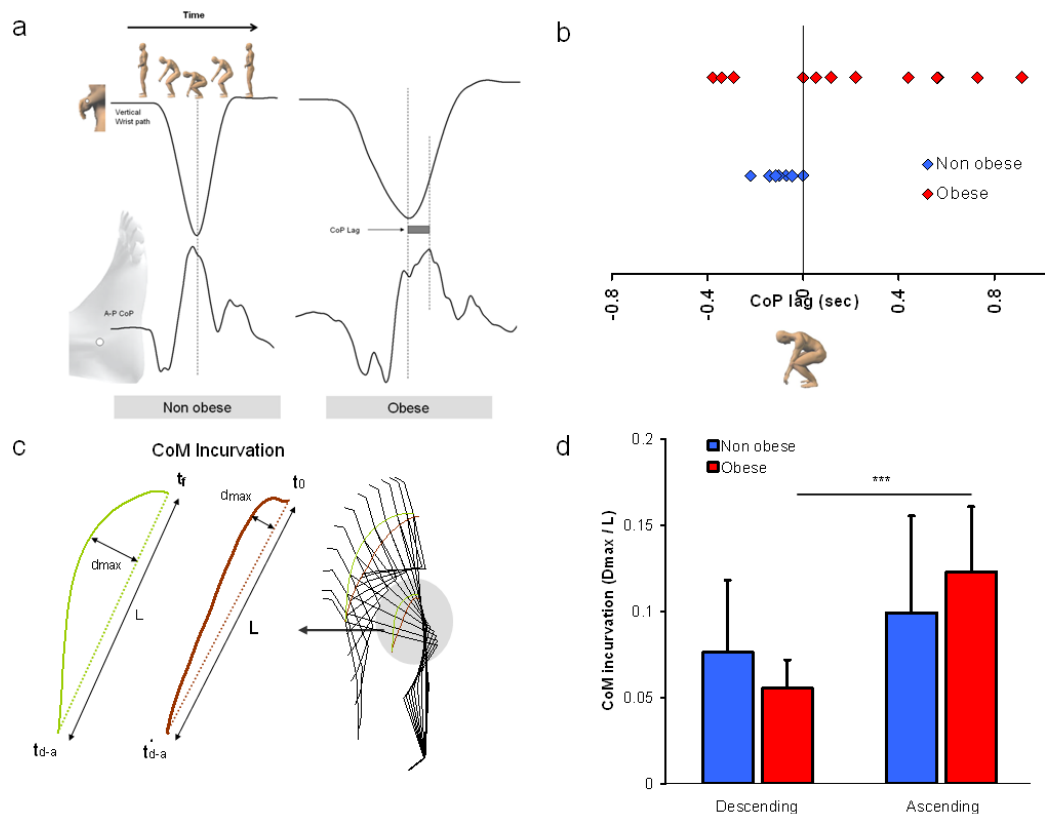 a
Time
Vertical
Wrist path
CoP Lag
A-P CoP
Non obese
Obese
b
Non obese
Obese
-0.8
-0.4
0
0.4
0.8
CoP lag (sec)
c
CoM Incurvation
tf
t0
dmax
dmax
L
L
td-a
td-a
d
Non obese
Obese
***
CoM incurvation (Dmax / L)
0.2
0.15
0.1
0.05
0
Descending
Ascending